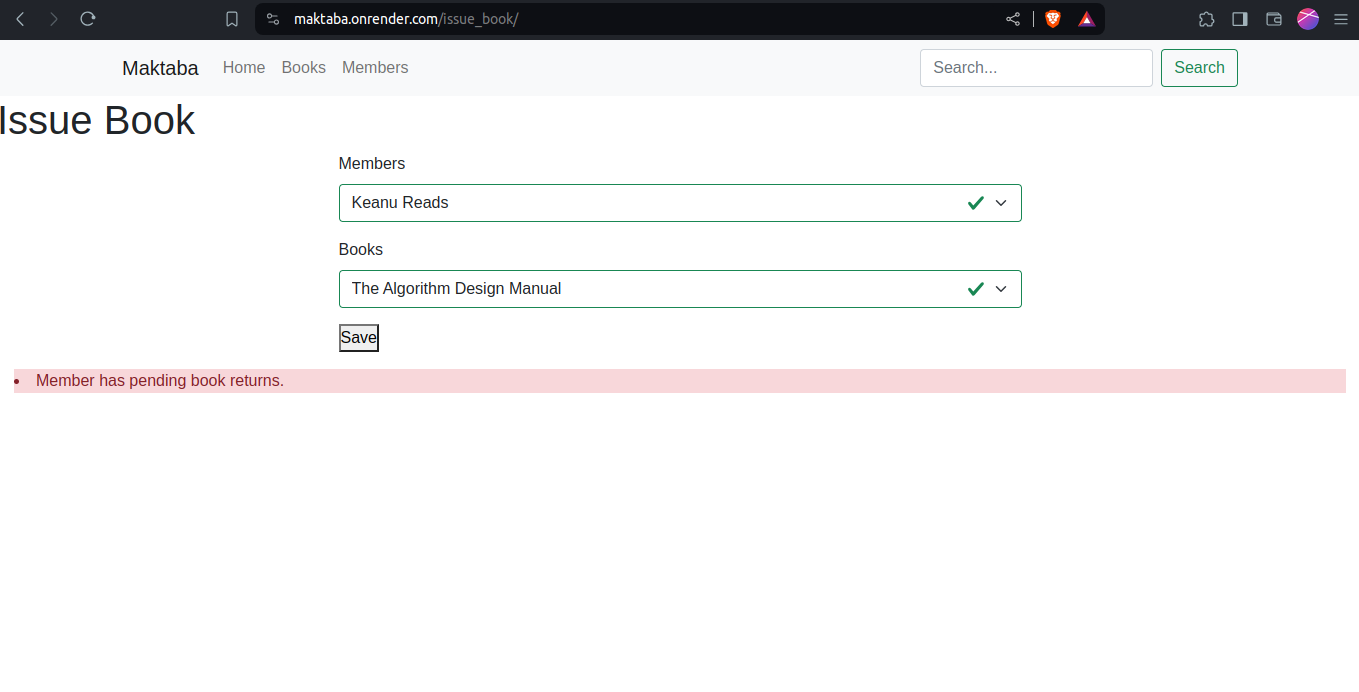 maktaba.onrender.com/issue_book/
Maktaba Home Books Members Search... Search
Issue Book
Members
Keanu Reads
Books
The Algorithm Design Manual
Save
• Member has pending book returns.